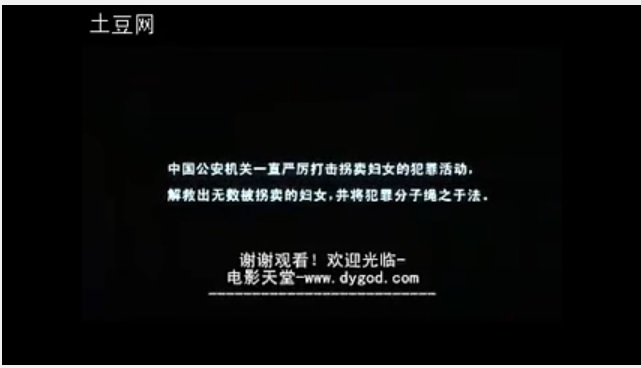 土豆网
中国公安机关一直严厉打击拐卖妇女的犯罪活动，
解救出无数被拐卖的妇女，并将犯罪分子绳之于法。
谢谢观看！欢迎光临-
电影天堂-www.dygod.com
--------------------------